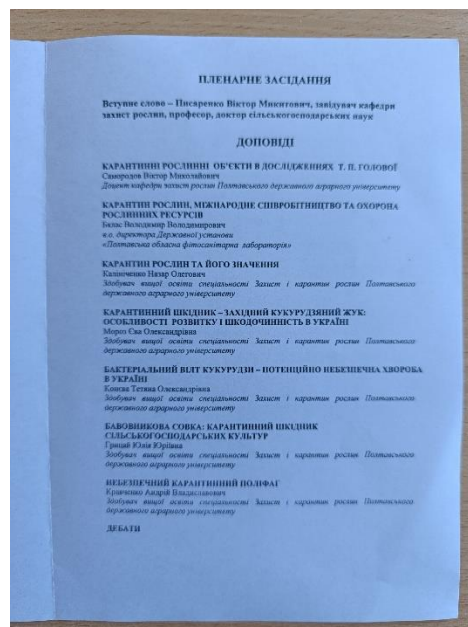 ПЛЕНАРНЕ ЗАСІДАННЯ
Вступне слово – Писаренко Віктор Микитович, завідувач кафедри
захист рослин, професор, доктор сільськогосподарських наук
ДОПОВІДІ
КАРАНТИННІ РОСЛИННІ ОБ'ЄКТИ В ДОСЛІДЖЕННЯХ Т. П. ГОЛОВОЇ
Самородов Віктор Миколайович
Доцент кафедри захист рослин Полтавського державного аграрного університету
КАРАНТИН РОСЛИН, МІЖНАРОДНЕ СПІВРОБІТНИЦТВО ТА ОХОРОНА
РОСЛИННИХ РЕСУРСІВ
Володимир Володимирович
в.о. директора Державної установи
«Полтавська обласна фітосанітарна лабораторія»
КАРАНТИН РОСЛИН ТА ЙОГО ЗНАЧЕННЯ
Калініченко Назар Олегович
Здобувач вищої освіти спеціальності Захист і карантин рослин Полтавського
державного аграрного університету
КАРАНТИННИЙ ШКІДНИК – ЗАХІДНИЙ КУКУРУДЗЯНИЙ ЖУК:
ОСОБЛИВОСТІ РОЗВИТКУ І ШКОДОЧИННІСТЬ В УКРАЇНІ
Мороз Єва Олександрівна
Здобувач вищої освіти спеціальності Захист і карантин рослин Полтавського
державного аграрного університету
БАКТЕРІАЛЬНИЙ ВІЛТ КУКУРУДЗИ – ПОТЕНЦІЙНО НЕБЕЗПЕЧНА ХВОРОБА
В УКРАЇНІ
Тетяна Олександрівна
Здобувач вищої освіти спеціальності Захист і карантин рослин Полтавського
державного аграрного університету
БАВОВНИКОВА СОВКА: КАРАНТИННИЙ ШКІДНИК
СІЛЬСЬКОГОСПОДАРСЬКИХ КУЛЬТУР
Грицай Юлія Юріївна
Здобувач вищої освіти спеціальності Захист і карантин рослин Полтавського
державного аграрного університету
НЕБЕЗПЕЧНИЙ КАРАНТИННИЙ ПОЛІФАГ
Кравченко Андрій Владиславович
Здобувач вищої освіти спеціальності Захист і карантин рослин Полтавського
державного аграрного університету
ДЕБАТИ